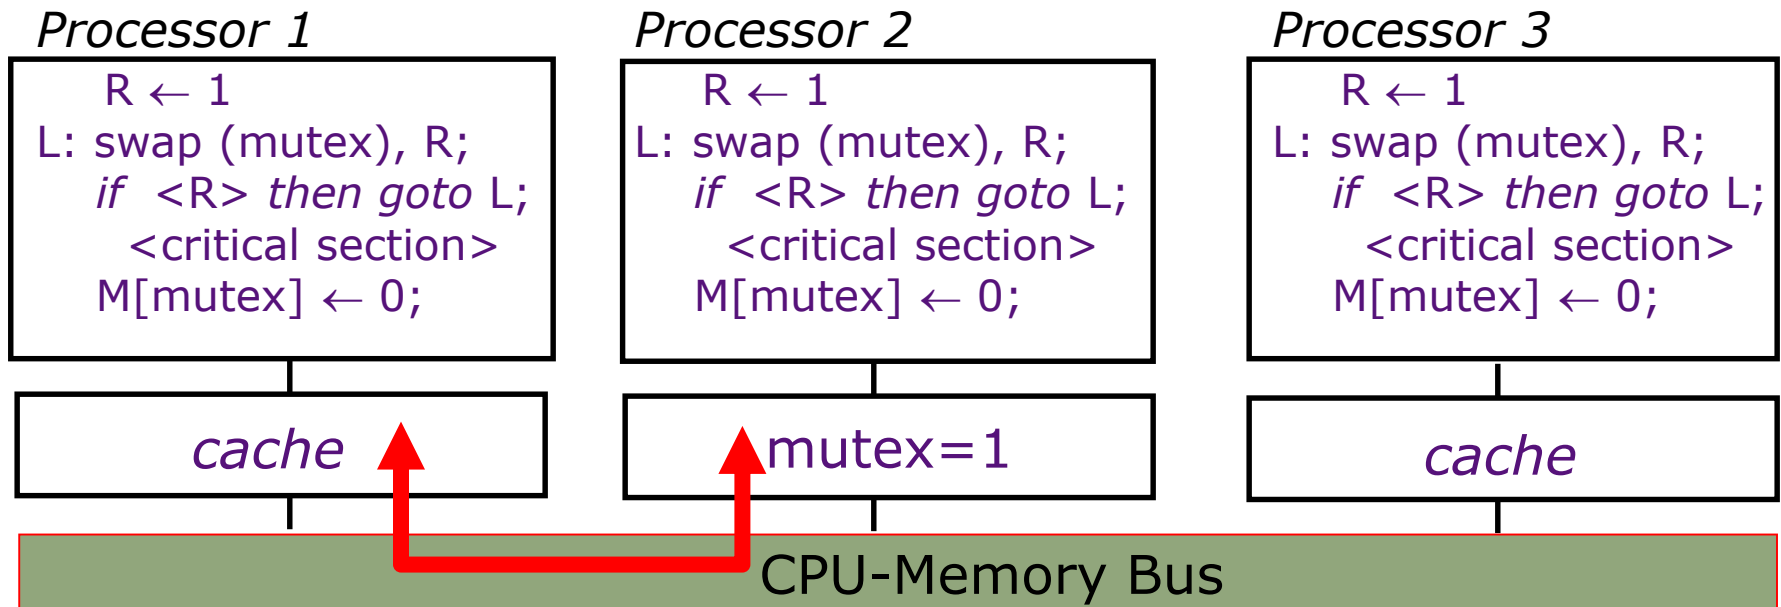 Processor 1
R ← 1
L: swap (mutex), R;
if <R> then goto L;
<critical section>
M[mutex] ← 0;
cache
Processor 2
R ← 1
L: swap (mutex), R;
if <R> then goto L;
<critical section>
M[mutex] ← 0;
mutex=1
Processor 3
R ← 1
L: swap (mutex), R;
if <R> then goto L;
<critical section>
M[mutex] ← 0;
cache
CPU-Memory Bus